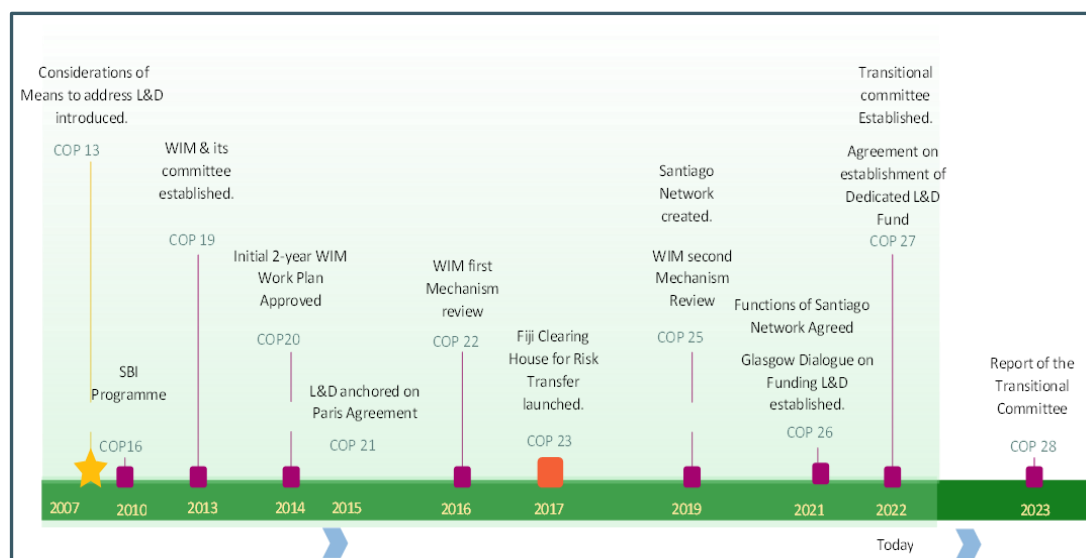 Considerations of
Means to address L&D
introduced.
COP 13
SBI
Programme
COP16
WIM & its
committee
established.
COP 19
Initial 2-year WIM
Work Plan
Approved
COP20
L&D anchored on
Paris Agreement
COP 21
WIM first
Mechanism
review
COP 22
Fiji Clearing
House for Risk
Transfer
launched.
COP 23
Santiago
Network
created.
WIM second
Mechanism
Review
COP 25
Functions of Santiago
Network Agreed
Glasgow Dialogue on
Funding L&D
established.
COP 26
Transitional
committee
Established.
Agreement on
establishment of
Dedicated L&D
Fund
COP 27
Report of the
Transitional
Committee
COP 28
2007
2010
2013
2014
2015
2016
2017
2019
2021
2022
2023
Today